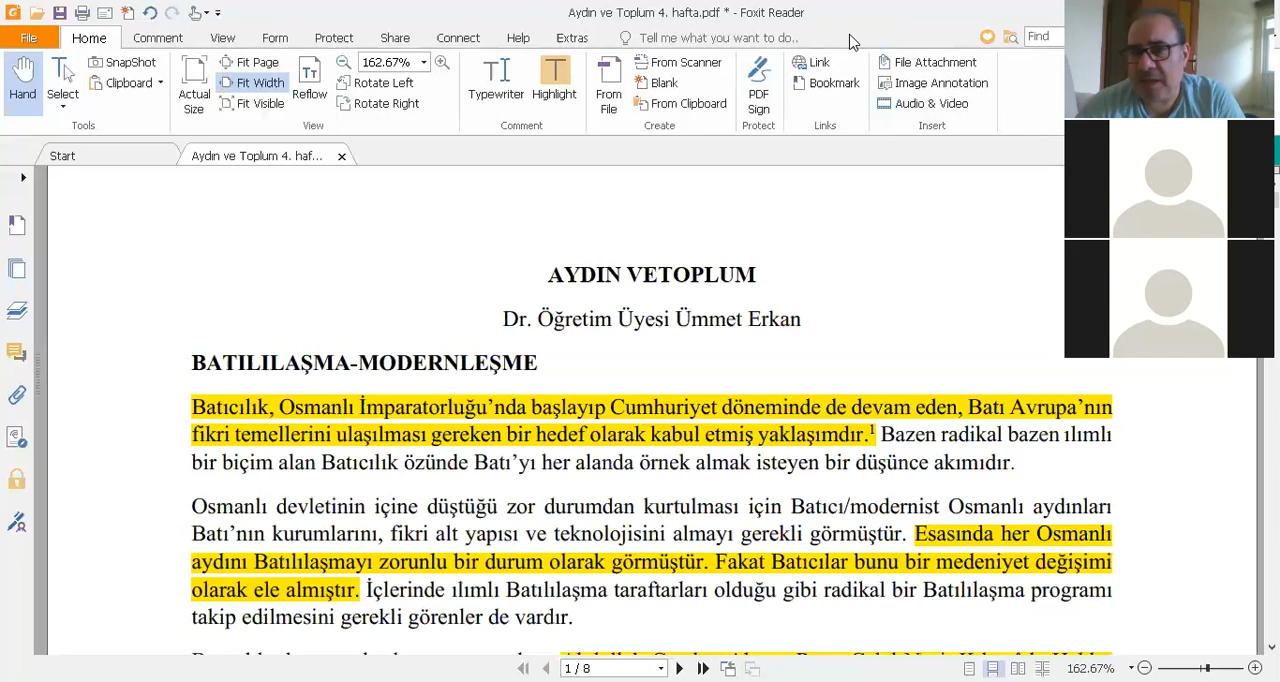 Aydın ve Toplum 4. hafta.pdf * - Foxit Reader
File Home Comment View Form Protect Share Connect Help Extras Tell me what you want to do.. Find
Hand
Select
SnapShot
Clipboard
Tools
Actual Size
Fit Page
Fit Width
Fit Visible
Reflow
162.67%
Rotate Left
Rotate Right
View
Typewriter
Highlight
Comment
From File
From Scanner
Blank
From Clipboard
Create
PDF Sign
Protect
Link
Bookmark
Links
File Attachment
Image Annotation
Audio & Video
Insert
Start
Aydın ve Toplum 4. haf...
AYDIN VETOPLUM
Dr. Öğretim Üyesi Ümmet Erkan
BATILILAŞMA-MODERNLEŞME
Batıcılık, Osmanlı İmparatorluğu’nda başlayıp Cumhuriyet döneminde de devam eden, Batı Avrupa’nın
fikri temellerini ulaşılması gereken bir hedef olarak kabul etmiş yaklaşımdır.1 Bazen radikal bazen ılımlı
bir biçim alan Batıcılık özünde Batı’yı her alanda örnek almak isteyen bir düşünce akımıdır.
Osmanlı devletinin içine düştüğü zor durumdan kurtulması için Batıcı/modernist Osmanlı aydınları
Batı’nın kurumlarını, fikri alt yapısı ve teknolojisini almayı gerekli görmüştür. Esasında her Osmanlı
aydını Batılılaşmayı zorunlu bir durum olarak görmüştür. Fakat Batıcılar bunu bir medeniyet değişimi
olarak ele almıştır. İçlerinde ılımlı Batılılaşma taraftarları olduğu gibi radikal bir Batılılaşma programı
takip edilmesini gerekli görenler de vardır.
1 / 8
162.67%